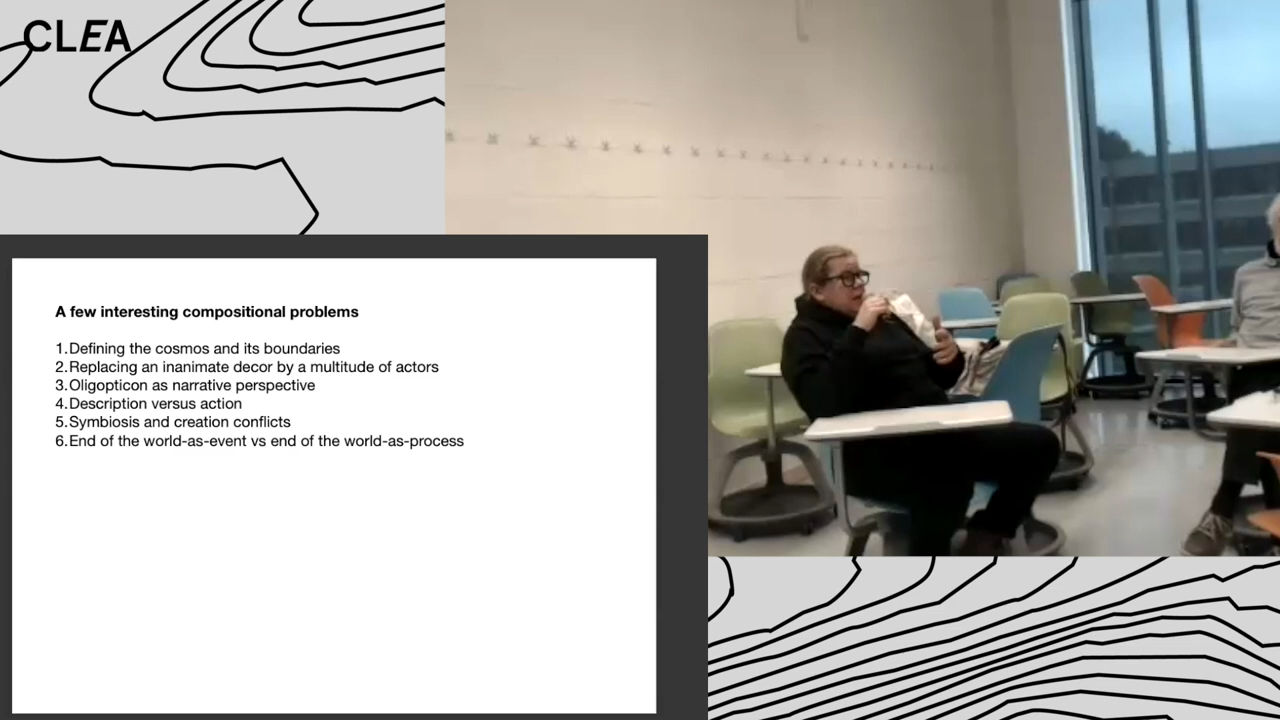 CLEA
A few interesting compositional problems
1.Defining the cosmos and its boundaries
2.Replacing an inanimate decor by a multitude of actors
3.Oligopticon as narrative perspective
4.Description versus action
5.Symbiosis and creation conflicts
6.End of the world-as-event vs end of the world-as-process